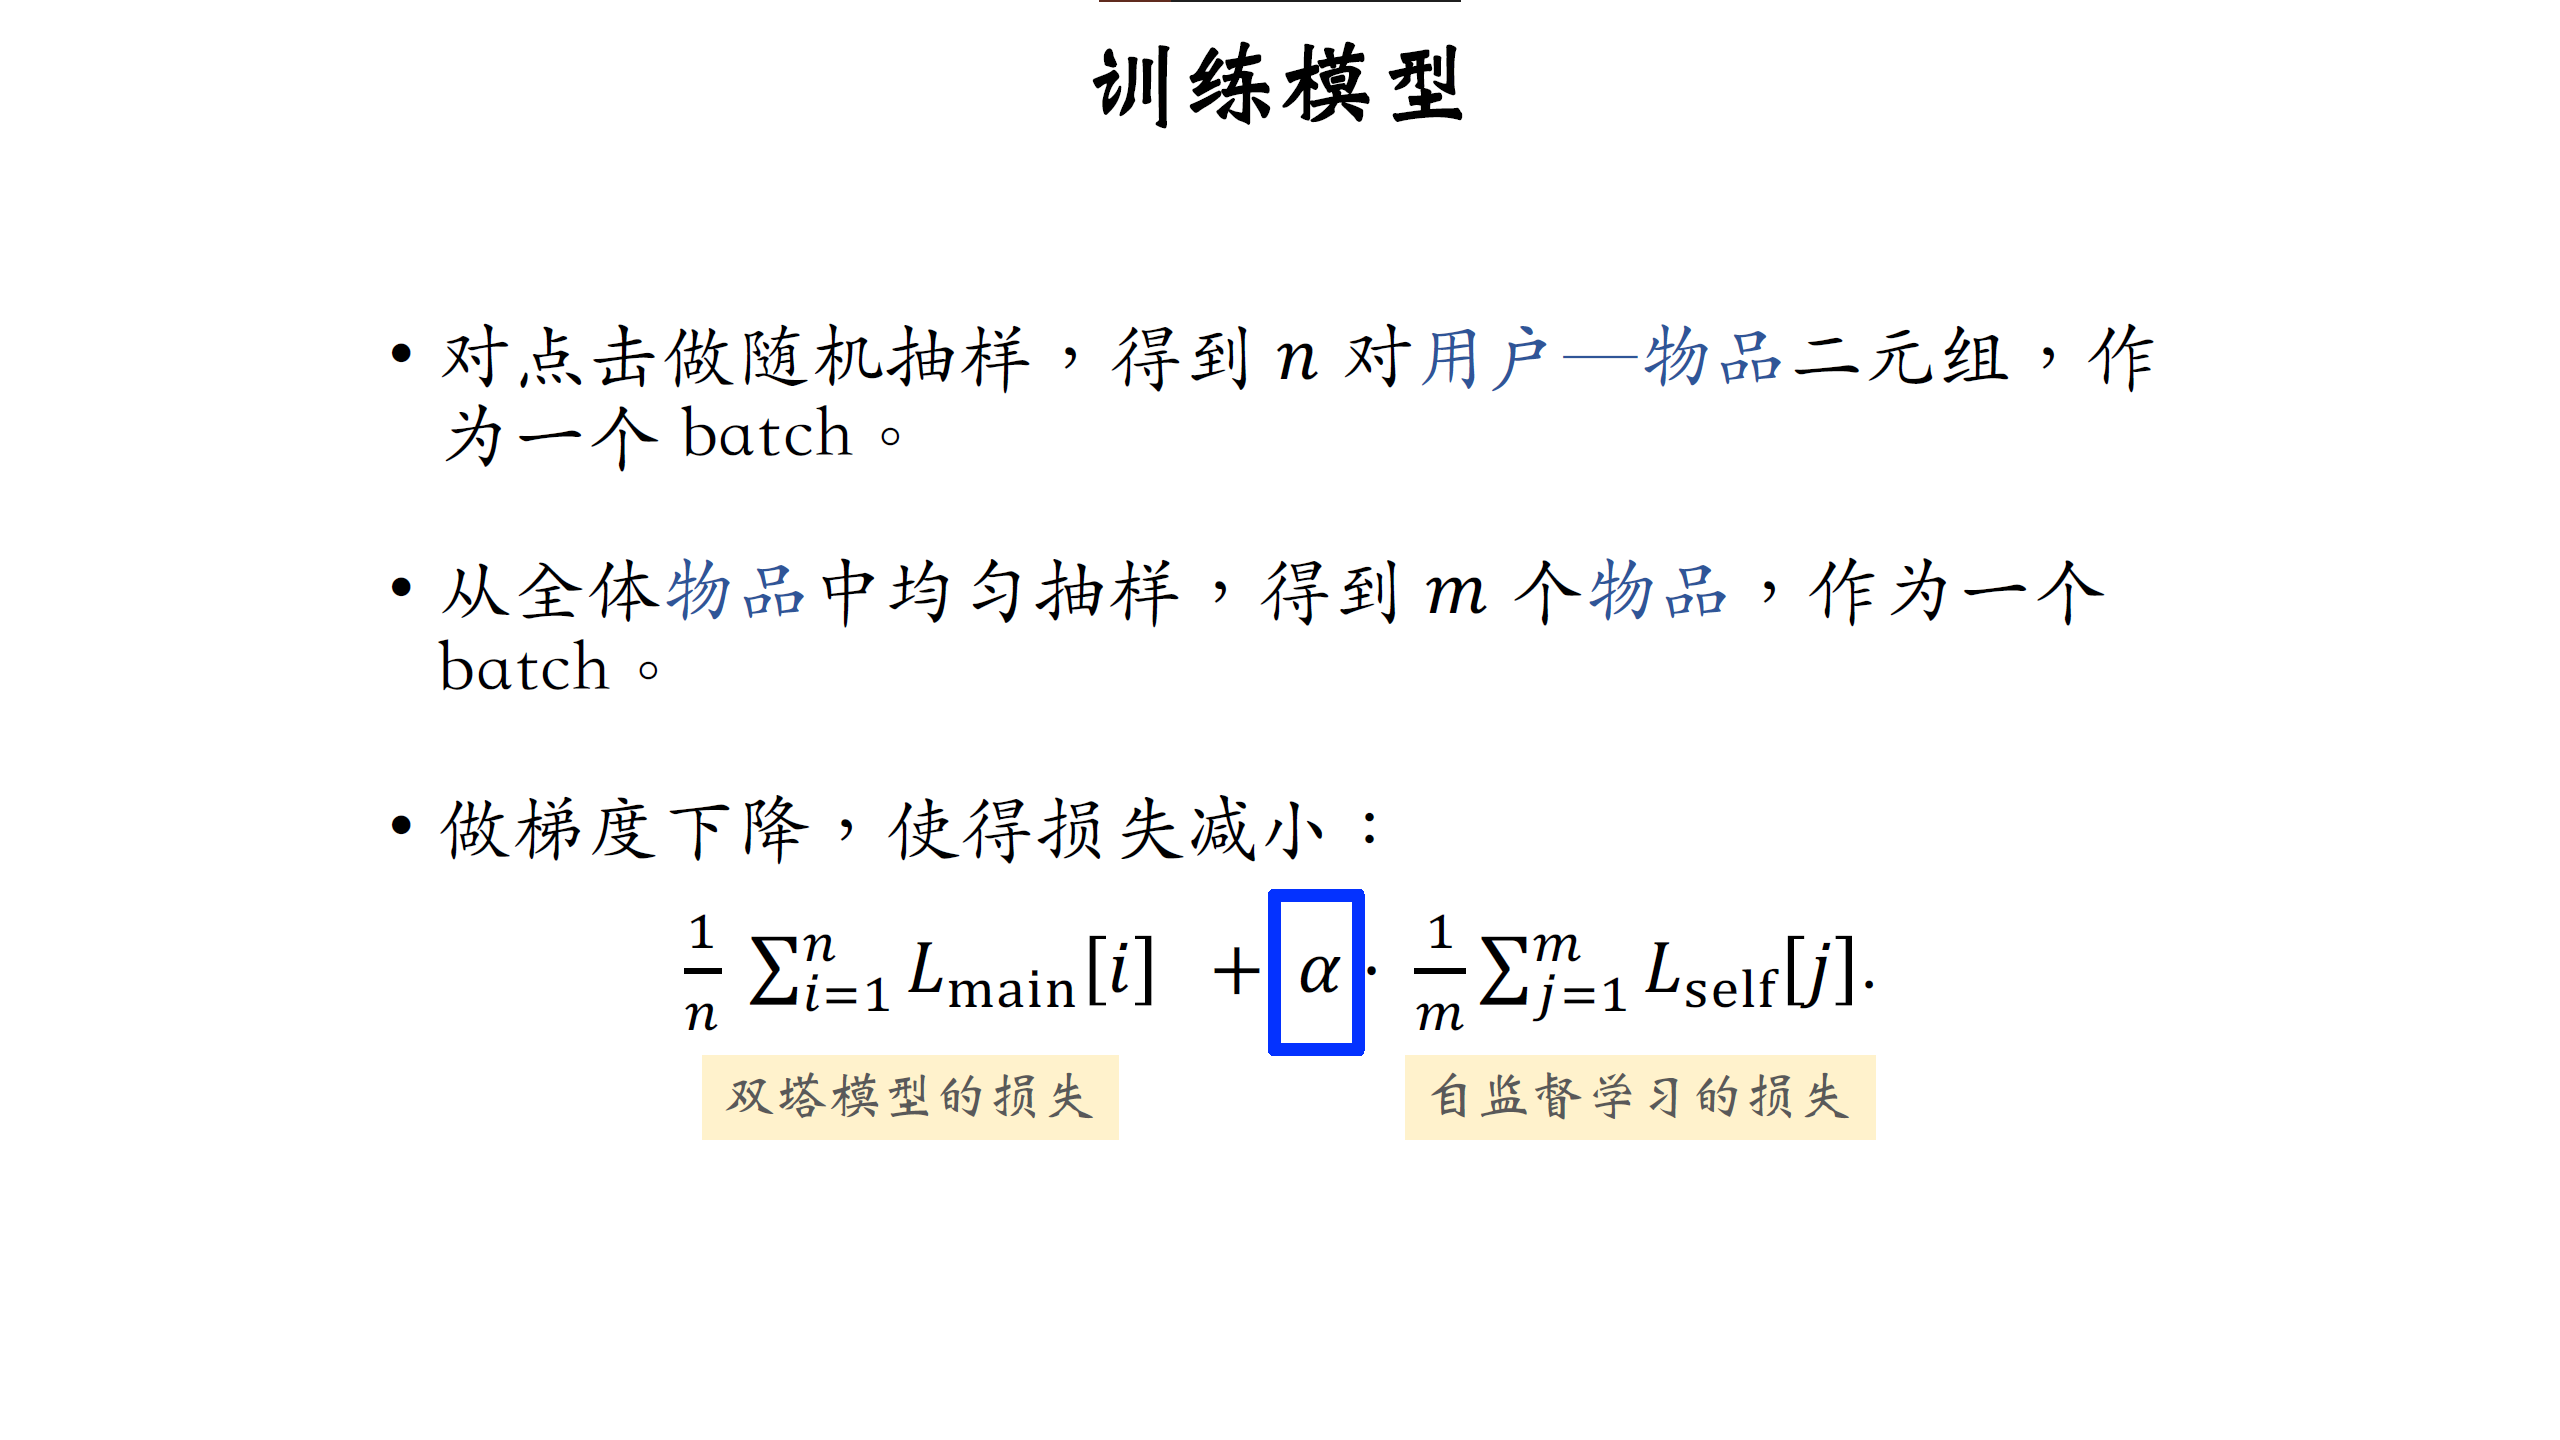 训练模型
• 对点击做随机抽样，得到 n 对用户—物品二元组，作
为一个 batch。
• 从全体物品中均匀抽样，得到 m 个物品，作为一个
batch。
• 做梯度下降，使得损失减小：
$\frac{1}{n} \sum_{i=1}^{n} L_{\text{main}}[i] + \alpha \cdot \frac{1}{m} \sum_{j=1}^{m} L_{\text{self}}[j].$
双塔模型的损失
自监督学习的损失